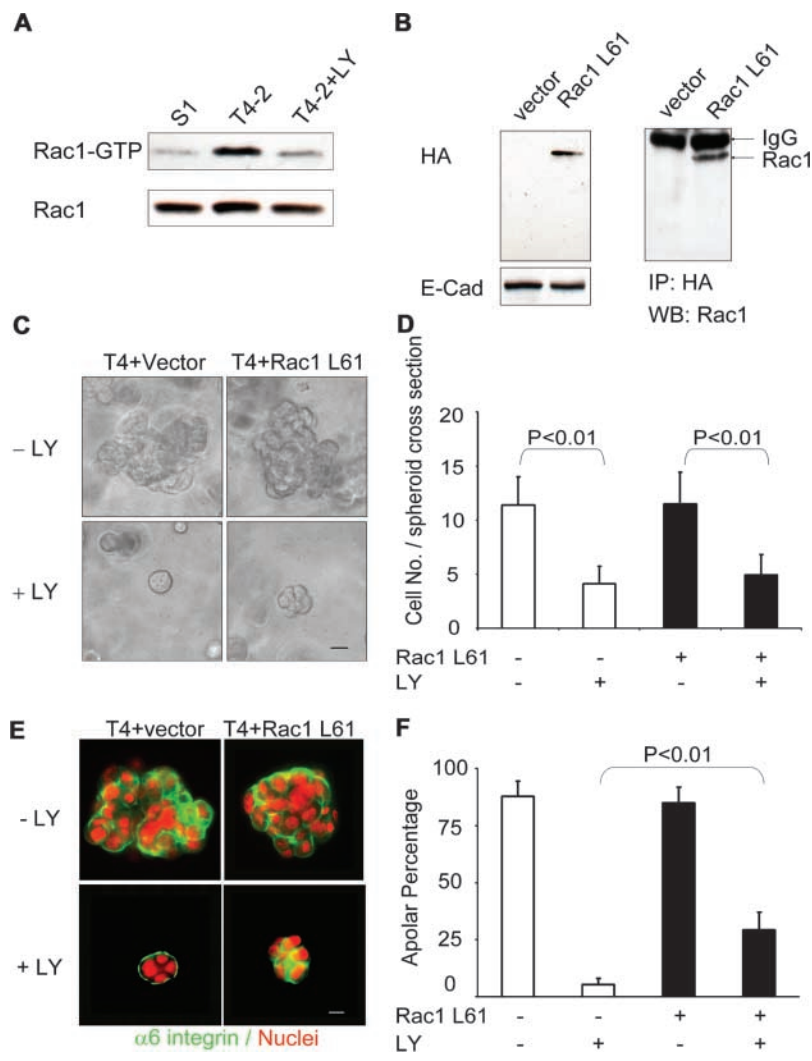 A
S1 T4-2 T4-2+LY
Rac1-GTP
Rac1
B
vector Rac1 L61
HA
E-Cad
vector Rac1 L61
IgG
Rac1
IP: HA
WB: Rac1
C
T4+Vector T4+Rac1 L61
– LY
+ LY
D
Cell No. / spheroid cross section
20
15
10
5
0
P<0.01 P<0.01
Rac1 L61 - - + +
LY - + - +
E
T4+vector T4+Rac1 L61
- LY
+ LY
α6 integrin / Nuclei
F
Apolar Percentage
100
75
50
25
0
P<0.01
Rac1 L61 - - + +
LY - + - +